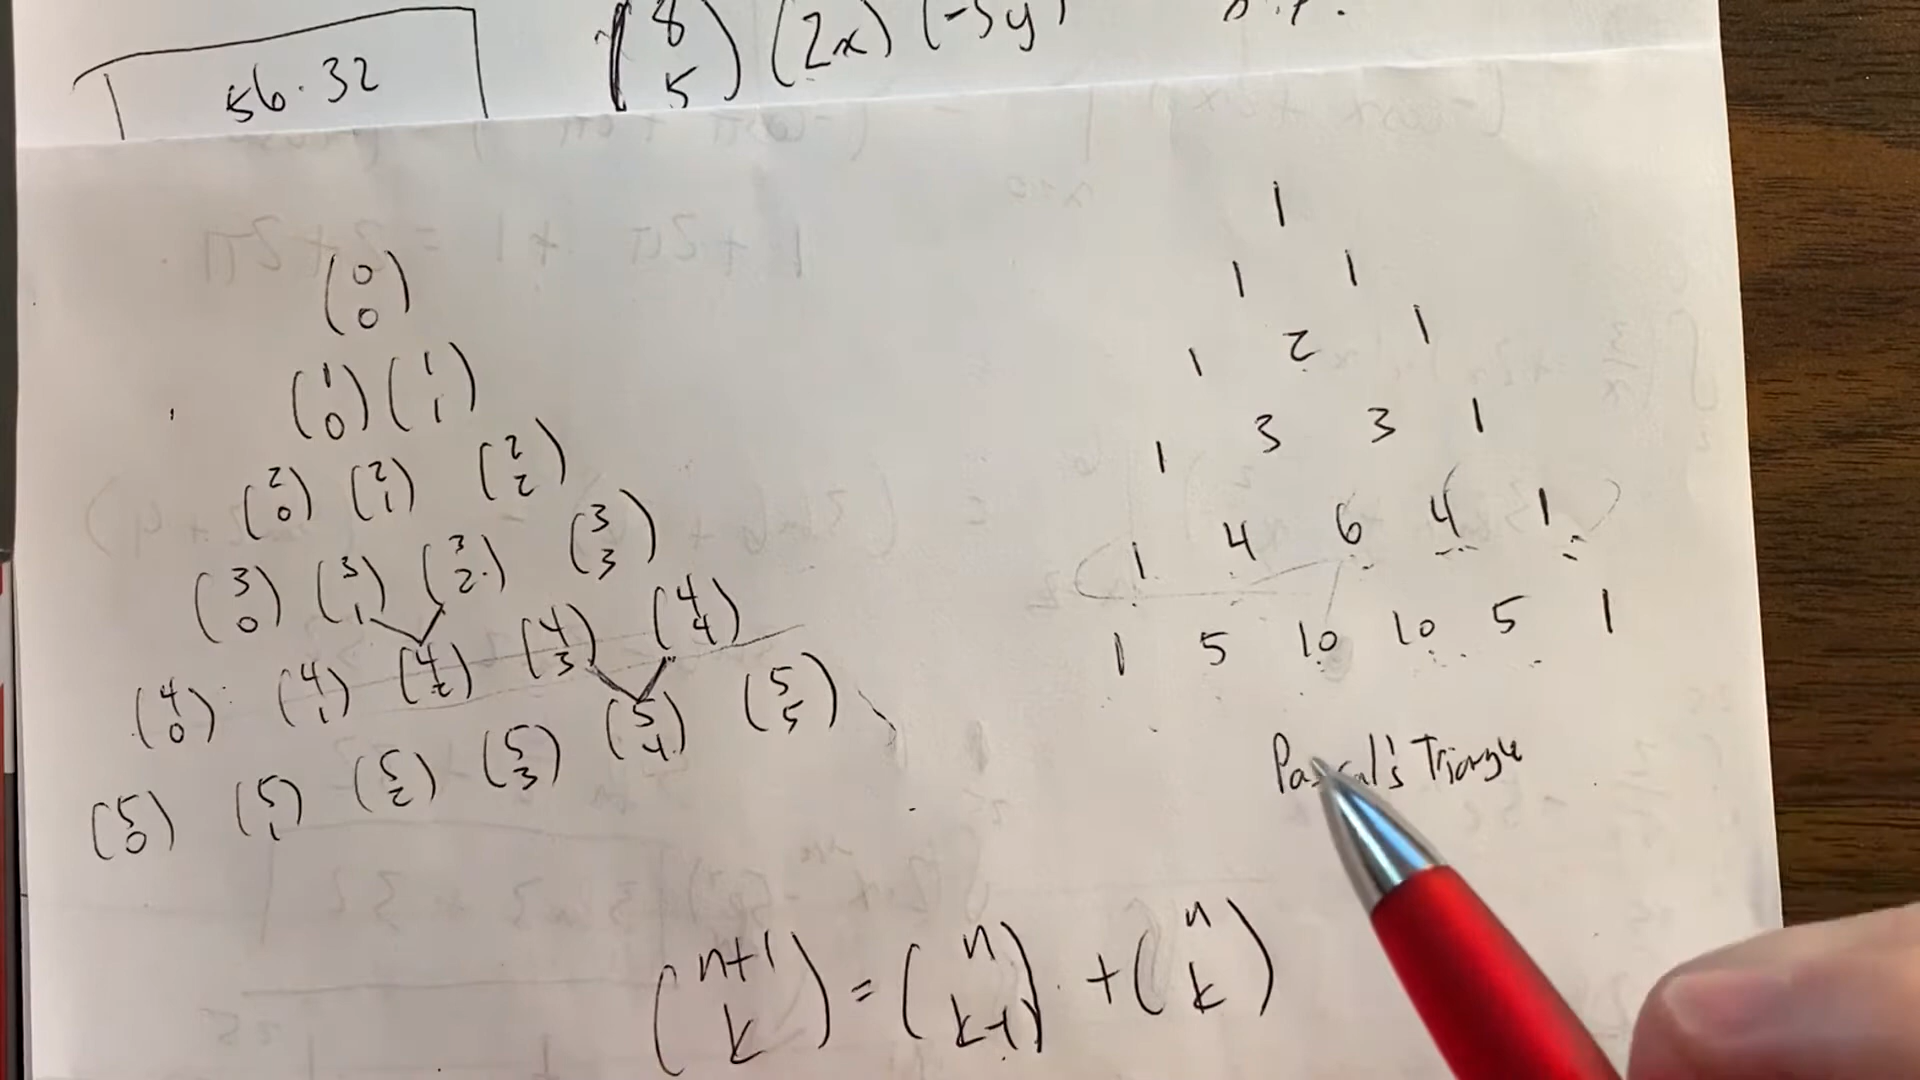 56·32
(8 5) (2x) (-5y)
(0 0)
(1 0) (1 1)
(2 0) (2 1) (2 2)
(3 0) (3 1) (3 2) (3 3)
(4 0) (4 1) (4 2) (4 3) (4 4)
(5 0) (5 1) (5 2) (5 3) (5 4) (5 5)
1
1 1
1 2 1
1 3 3 1
1 4 6 4 1
1 5 10 10 5 1
Pascal's Triangle
(n+1 k) = (n k-1) + (n k)